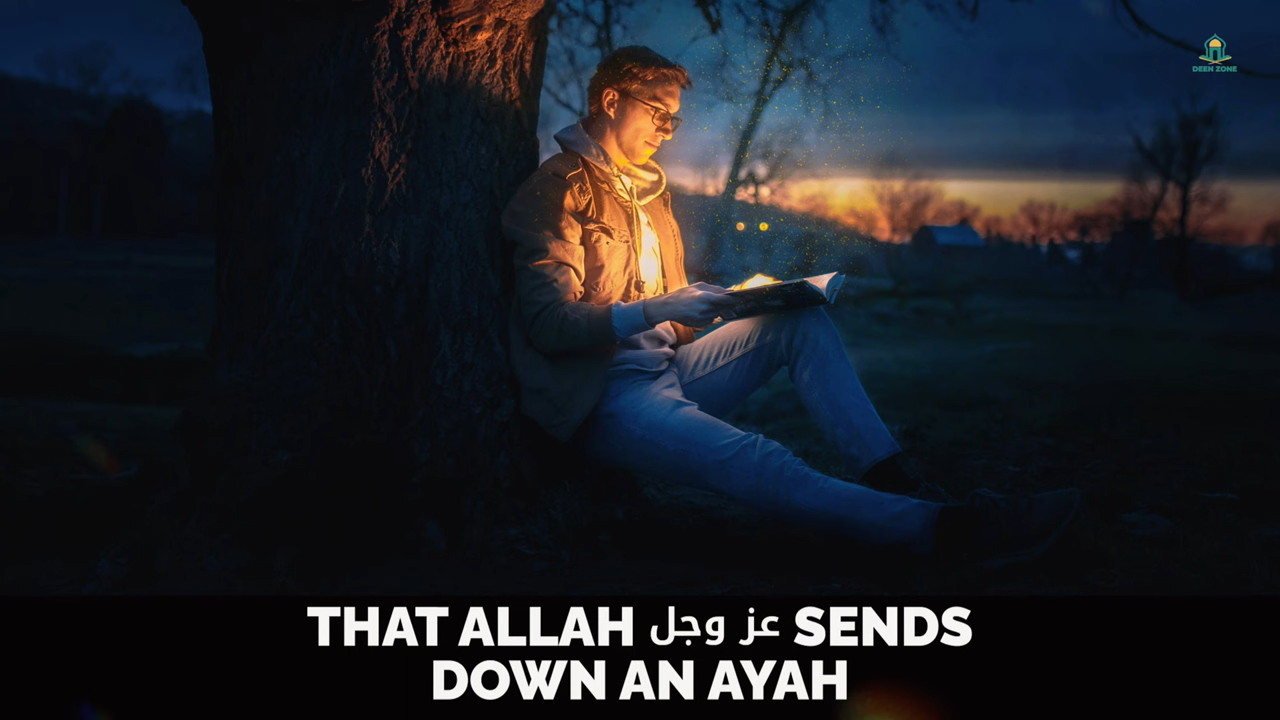 DEEN ZONE
THAT ALLAH عز وجل SENDS
DOWN AN AYAH